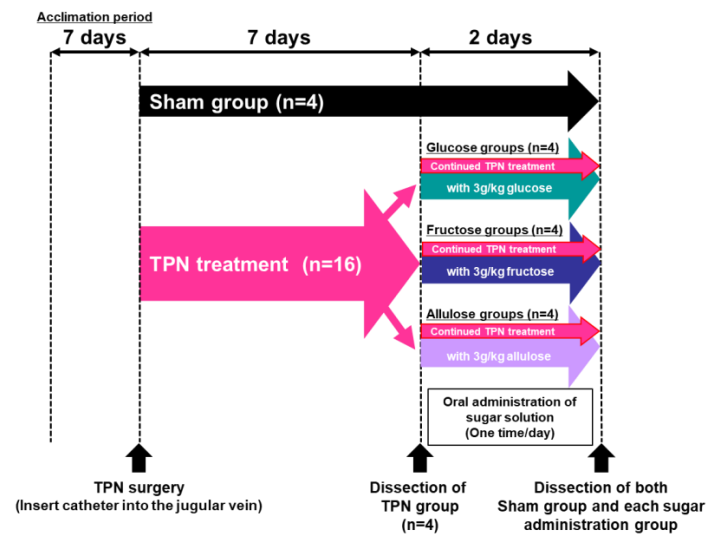 Acclimation period
7 days
7 days
2 days
Sham group (n=4)
Glucose groups (n=4)
Continued TPN treatment
with 3g/kg glucose
TPN treatment (n=16)
Fructose groups (n=4)
Continued TPN treatment
with 3g/kg fructose
Allulose groups (n=4)
Continued TPN treatment
with 3g/kg allulose
Oral administration of
sugar solution
(One time/day)
TPN surgery
(Insert catheter into the jugular vein)
Dissection of
TPN group
(n=4)
Dissection of both
Sham group and each sugar
administration group